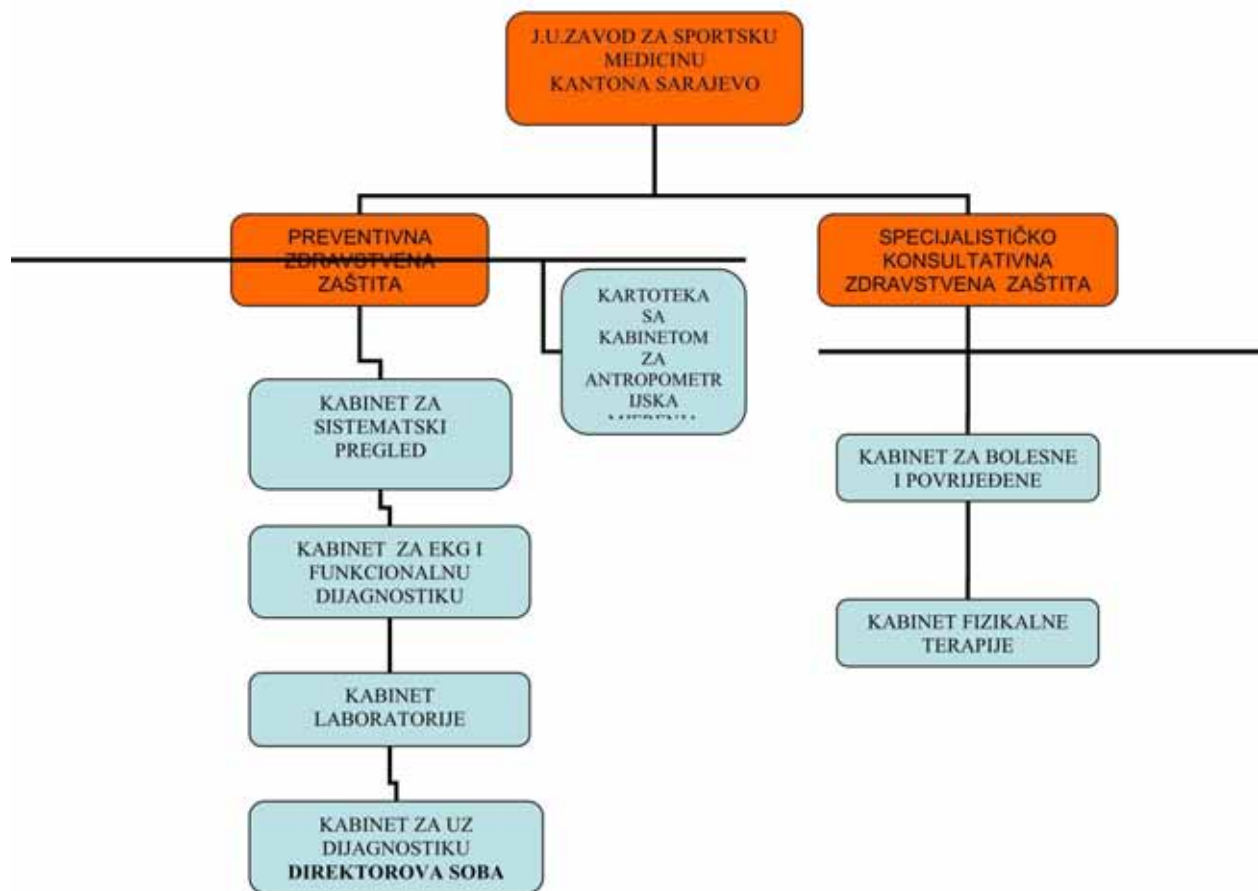 J.U.ZAVOD ZA SPORTSKU
MEDICINU
KANTONA SARAJEVO
PREVENTIVNA
ZDRAVSTVENA
ZAŠTITA
SPECIJALISTIČKO
KONSULTATIVNA
ZDRAVSTVENA ZAŠTITA
KARTOTEKA
SA
KABINETOM
ZA
ANTROPOMETR
IJSKA
KABINET ZA
SISTEMATSKI
PREGLED
KABINET ZA BOLESNE
I POVRIJEĐENE
KABINET ZA EKG I
FUNKCIONALNU
DIJAGNOSTIKU
KABINET FIZIKALNE
TERAPIJE
KABINET
LABORATORIJE
KABINET ZA UZ
DIJAGNOSTIKU
DIREKTOROVA SOBA